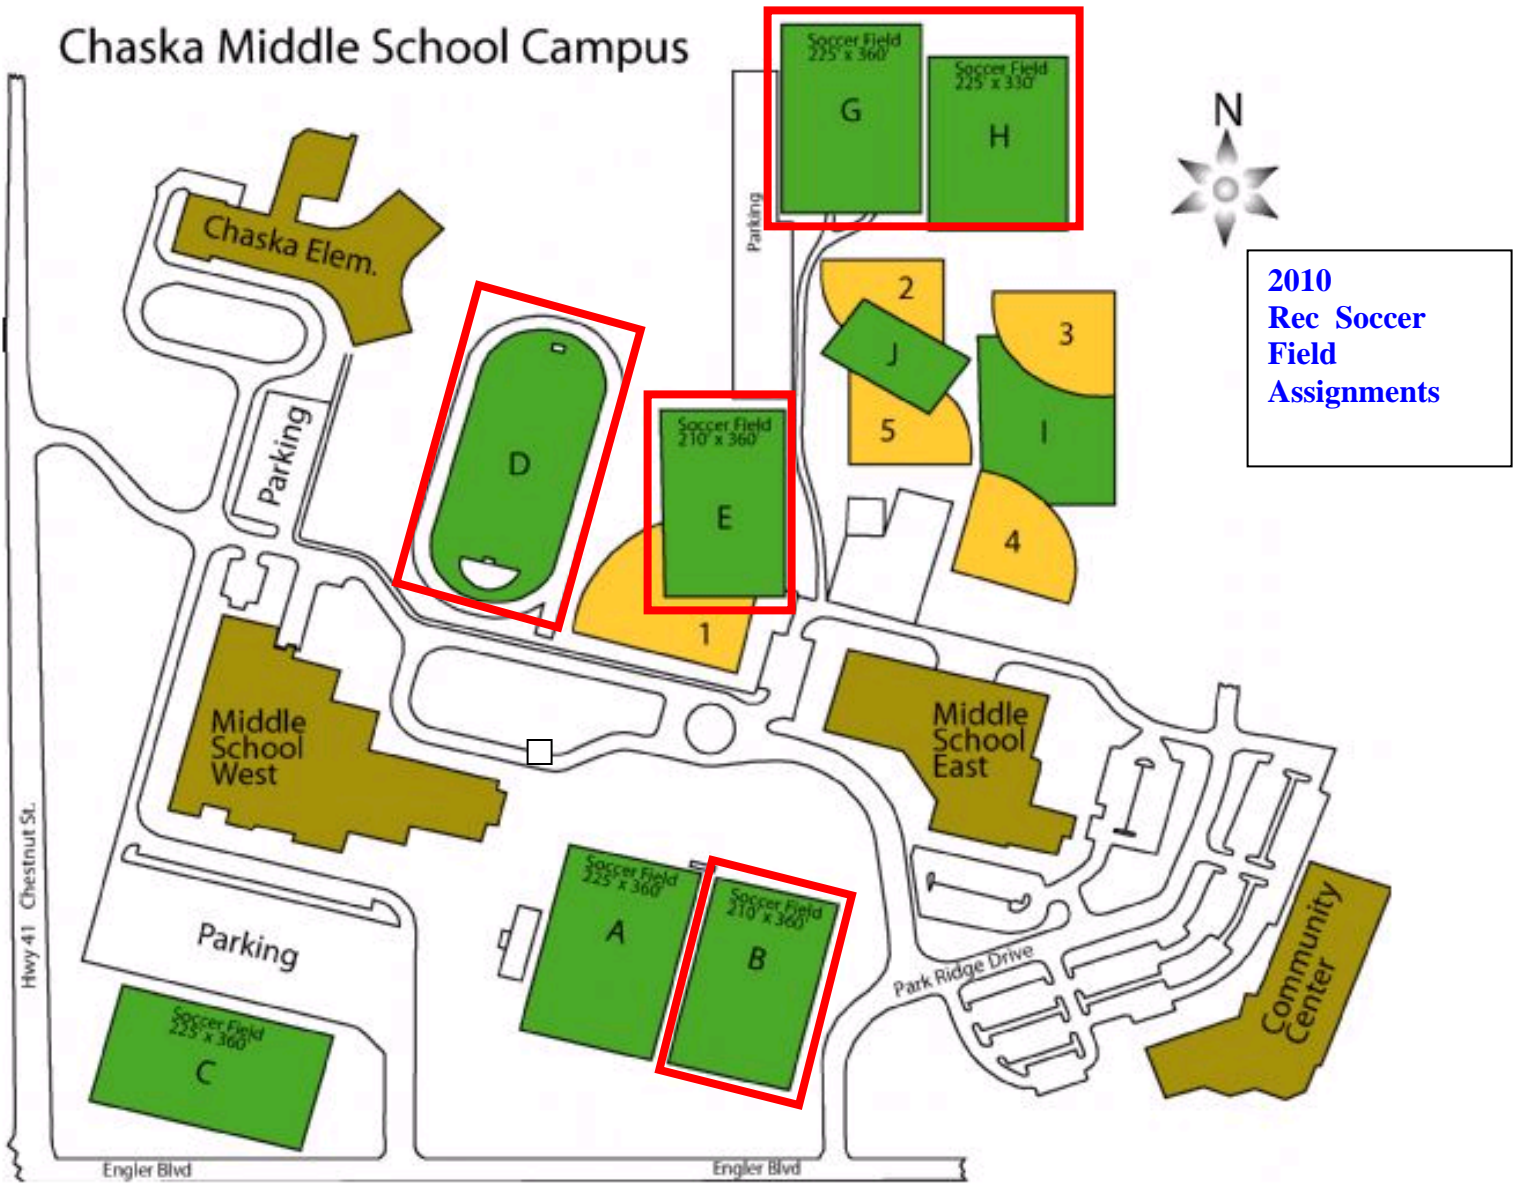 Chaska Middle School Campus
Soccer Field
225' x 360'
G
Soccer Field
225' x 330'
H
N
Parking
2010
Rec Soccer
Field
Assignments
Chaska Elem.
2
3
J
5
I
4
Parking
D
Soccer Field
210' x 360'
E
1
Middle
School
West
Middle
School
East
Hwy 41 Chestnut St.
Parking
Soccer Field
225' x 360'
A
Soccer Field
210' x 360'
B
Park Ridge Drive
Community
Center
Soccer Field
225' x 360'
C
Engler Blvd
Engler Blvd